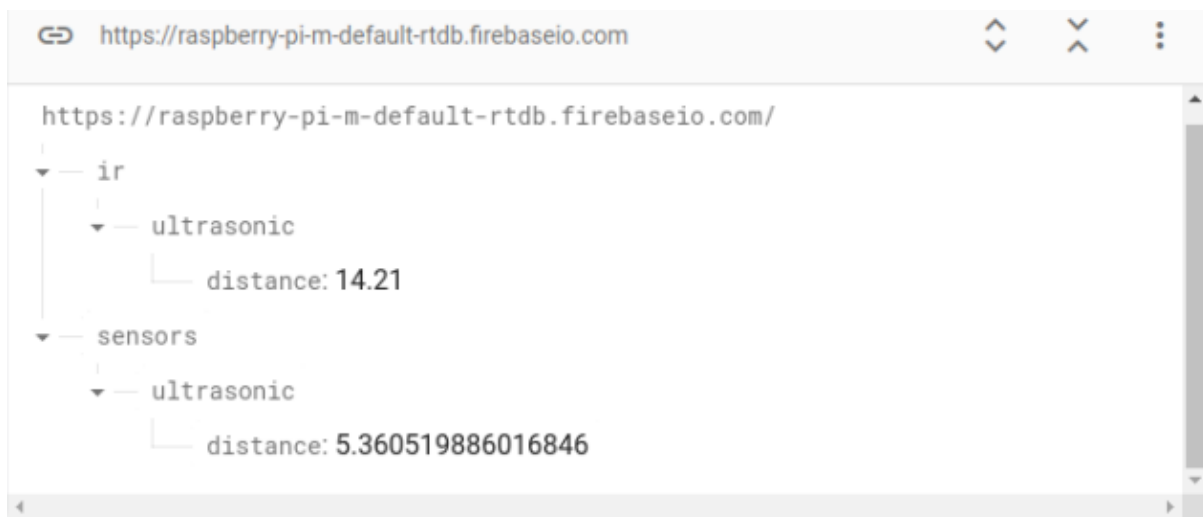 https://raspberry-pi-m-default-rtdb.firebaseio.com
https://raspberry-pi-m-default-rtdb.firebaseio.com/
ir
ultrasonic
distance: 14.21
sensors
ultrasonic
distance: 5.360519886016846